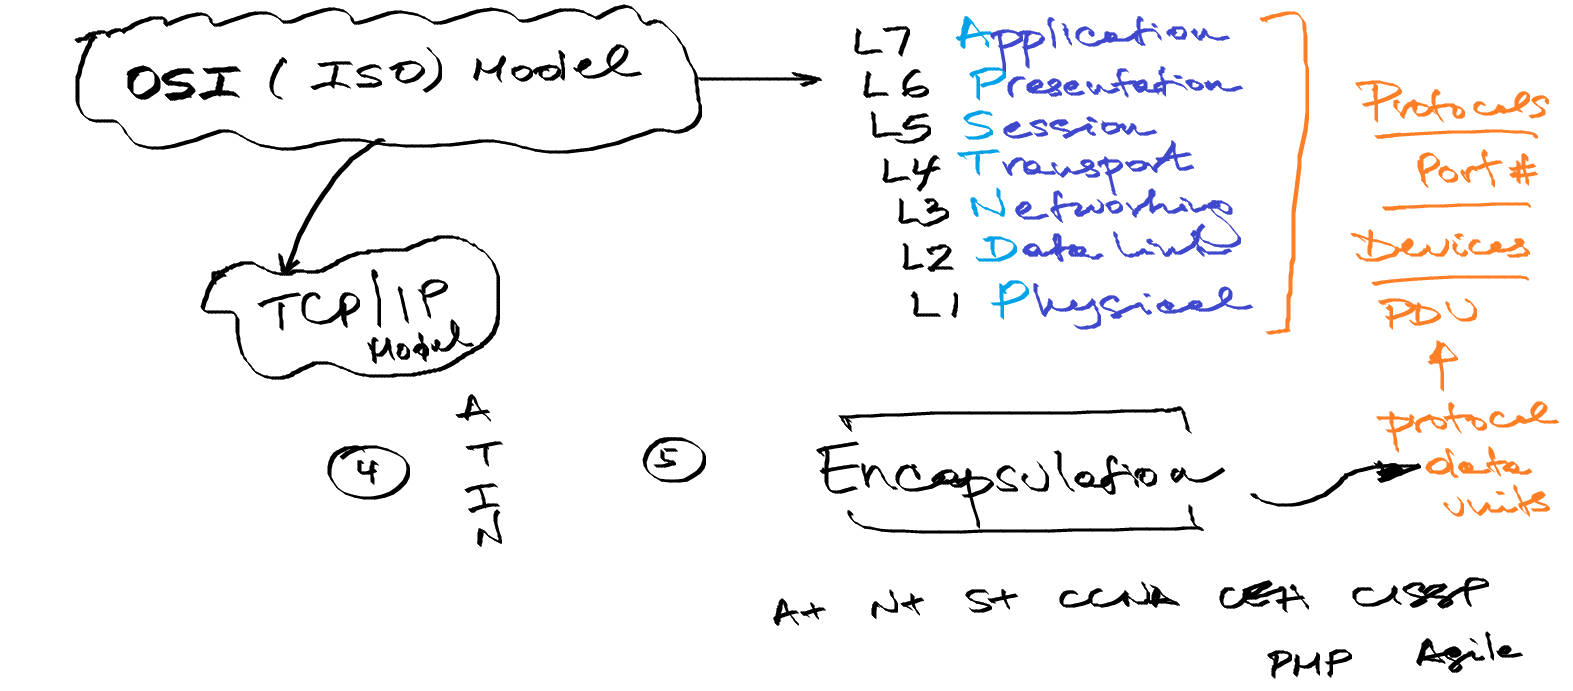 OSI (ISO) Model
L7 Application
L6 Presentation
L5 Session
L4 Transport
L3 Networking
L2 Data Link
L1 Physical
Protocols
Port #
Devices
PDU
protocol
data
units
TCP/IP
Model
4
A
T
I
N
5
Encapsulation
A+ N+ S+ CCNA CEH CISSP
PMP Agile